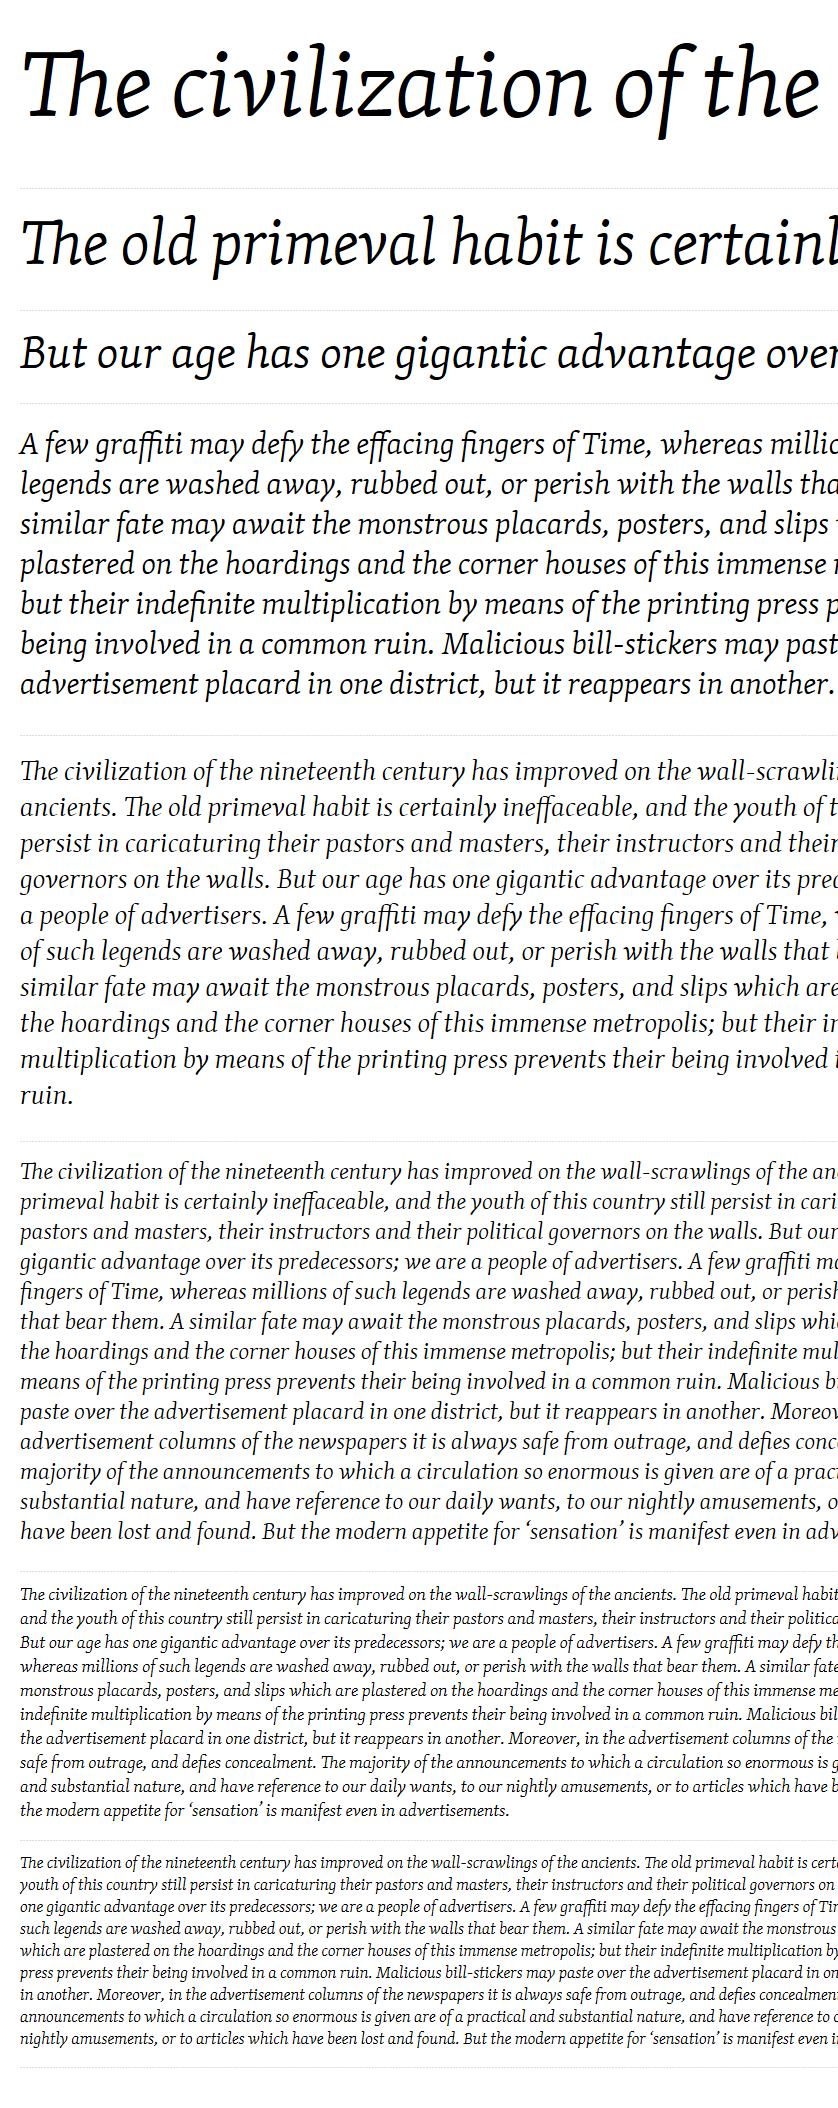 The civilization of the
The old primeval habit is certainl
But our age has one gigantic advantage over
A few graffiti may defy the effacing fingers of Time, whereas millio
legends are washed away, rubbed out, or perish with the walls tha
similar fate may await the monstrous placards, posters, and slips
plastered on the hoardings and the corner houses of this immense
but their indefinite multiplication by means of the printing press p
being involved in a common ruin. Malicious bill-stickers may past
advertisement placard in one district, but it reappears in another.
The civilization of the nineteenth century has improved on the wall-scrawli
ancients. The old primeval habit is certainly ineffaceable, and the youth of t
persist in caricaturing their pastors and masters, their instructors and their
governors on the walls. But our age has one gigantic advantage over its pred
a people of advertisers. A few graffiti may defy the effacing fingers of Time,
of such legends are washed away, rubbed out, or perish with the walls that
similar fate may await the monstrous placards, posters, and slips which are
the hoardings and the corner houses of this immense metropolis; but their in
multiplication by means of the printing press prevents their being involved i
ruin.
The civilization of the nineteenth century has improved on the wall-scrawlings of the an
primeval habit is certainly ineffaceable, and the youth of this country still persist in cari
pastors and masters, their instructors and their political governors on the walls. But our
gigantic advantage over its predecessors; we are a people of advertisers. A few graffiti ma
fingers of Time, whereas millions of such legends are washed away, rubbed out, or perish
that bear them. A similar fate may await the monstrous placards, posters, and slips whi
the hoardings and the corner houses of this immense metropolis; but their indefinite mul
means of the printing press prevents their being involved in a common ruin. Malicious bi
paste over the advertisement placard in one district, but it reappears in another. Moreov
advertisement columns of the newspapers it is always safe from outrage, and defies conc
majority of the announcements to which a circulation so enormous is given are of a pract
substantial nature, and have reference to our daily wants, to our nightly amusements, o
have been lost and found. But the modern appetite for ‘sensation’ is manifest even in adv
The civilization of the nineteenth century has improved on the wall-scrawlings of the ancients. The old primeval habit
and the youth of this country still persist in caricaturing their pastors and masters, their instructors and their politica
But our age has one gigantic advantage over its predecessors; we are a people of advertisers. A few graffiti may defy th
whereas millions of such legends are washed away, rubbed out, or perish with the walls that bear them. A similar fate
monstrous placards, posters, and slips which are plastered on the hoardings and the corner houses of this immense me
indefinite multiplication by means of the printing press prevents their being involved in a common ruin. Malicious bil
the advertisement placard in one district, but it reappears in another. Moreover, in the advertisement columns of the
safe from outrage, and defies concealment. The majority of the announcements to which a circulation so enormous is g
and substantial nature, and have reference to our daily wants, to our nightly amusements, or to articles which have b
the modern appetite for ‘sensation’ is manifest even in advertisements.
The civilization of the nineteenth century has improved on the wall-scrawlings of the ancients. The old primeval habit is certa
youth of this country still persist in caricaturing their pastors and masters, their instructors and their political governors on
one gigantic advantage over its predecessors; we are a people of advertisers. A few graffiti may defy the effacing fingers of Tim
such legends are washed away, rubbed out, or perish with the walls that bear them. A similar fate may await the monstrous
which are plastered on the hoardings and the corner houses of this immense metropolis; but their indefinite multiplication by
press prevents their being involved in a common ruin. Malicious bill-stickers may paste over the advertisement placard in on
in another. Moreover, in the advertisement columns of the newspapers it is always safe from outrage, and defies concealmen
announcements to which a circulation so enormous is given are of a practical and substantial nature, and have reference to o
nightly amusements, or to articles which have been lost and found. But the modern appetite for ‘sensation’ is manifest even i